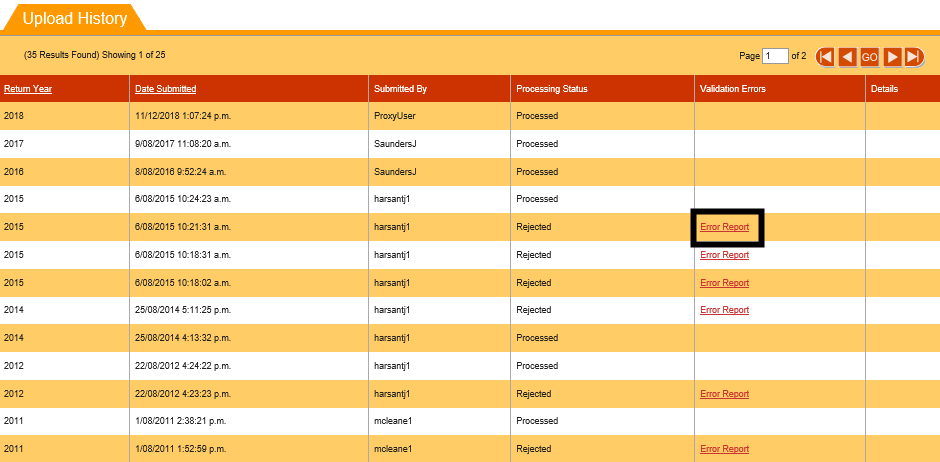 Upload History
(35 Results Found) Showing 1 of 25 Page 1 of 2 GO
Return Year Date Submitted Submitted By Processing Status Validation Errors Details
2018 11/12/2018 1:07:24 p.m. ProxyUser Processed
2017 9/08/2017 11:08:20 a.m. SaundersJ Processed
2016 8/08/2016 9:52:24 a.m. SaundersJ Processed
2015 6/08/2015 10:24:23 a.m. harsantj1 Processed
2015 6/08/2015 10:21:31 a.m. harsantj1 Rejected Error Report
2015 6/08/2015 10:18:31 a.m. harsantj1 Rejected Error Report
2015 6/08/2015 10:18:02 a.m. harsantj1 Rejected Error Report
2014 25/08/2014 5:11:25 p.m. harsantj1 Rejected Error Report
2014 25/08/2014 4:13:32 p.m. harsantj1 Processed
2012 22/08/2012 4:24:22 p.m. harsantj1 Processed
2012 22/08/2012 4:23:23 p.m. harsantj1 Rejected Error Report
2011 1/08/2011 2:38:21 p.m. mcleane1 Processed
2011 1/08/2011 1:52:59 p.m. mcleane1 Rejected Error Report